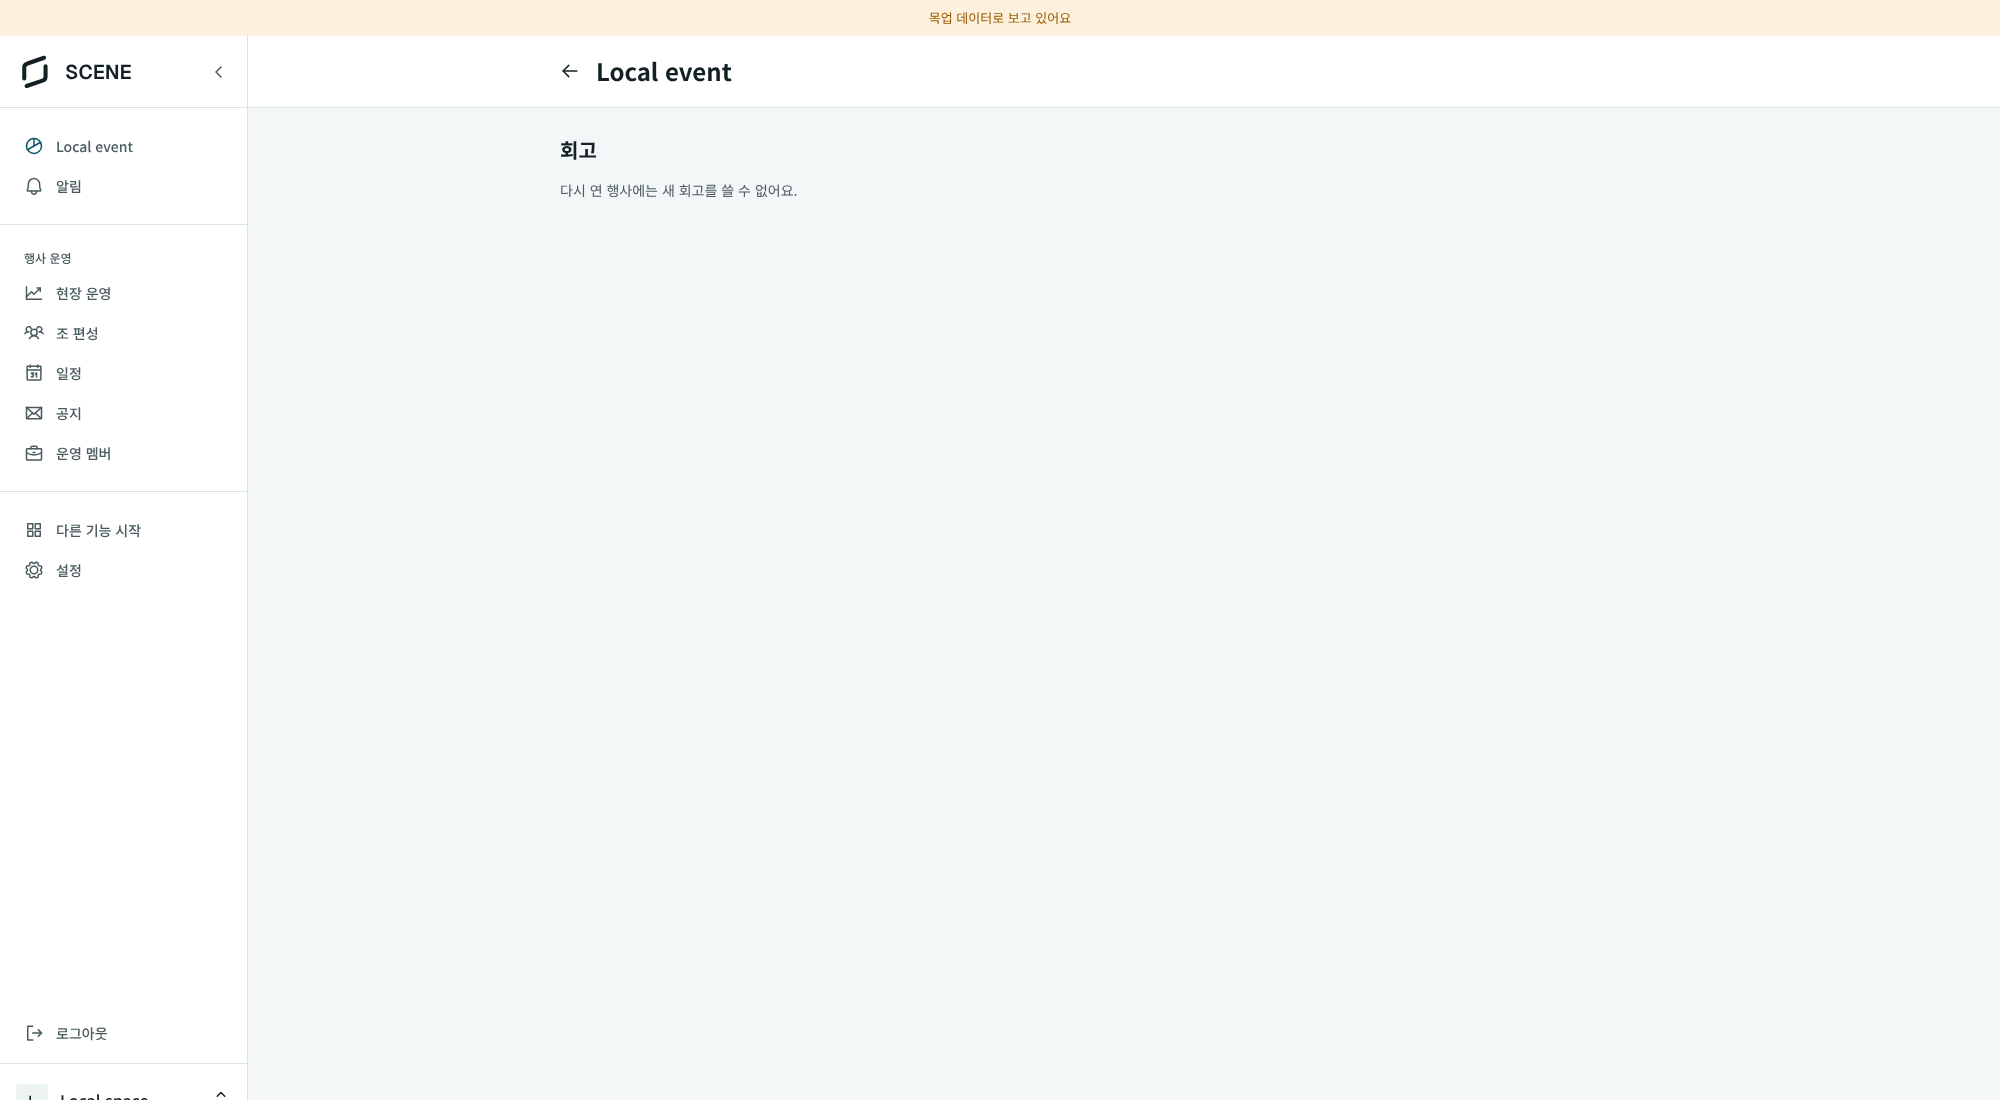 목업 데이터로 보고 있어요
SCENE
Local event
Local event
알림
회고
다시 연 행사에는 새 회고를 쓸 수 없어요.
행사 운영
현장 운영
조 편성
31
일정
공지
운영 멤버
다른 기능 시작
설정
로그아웃
Local space